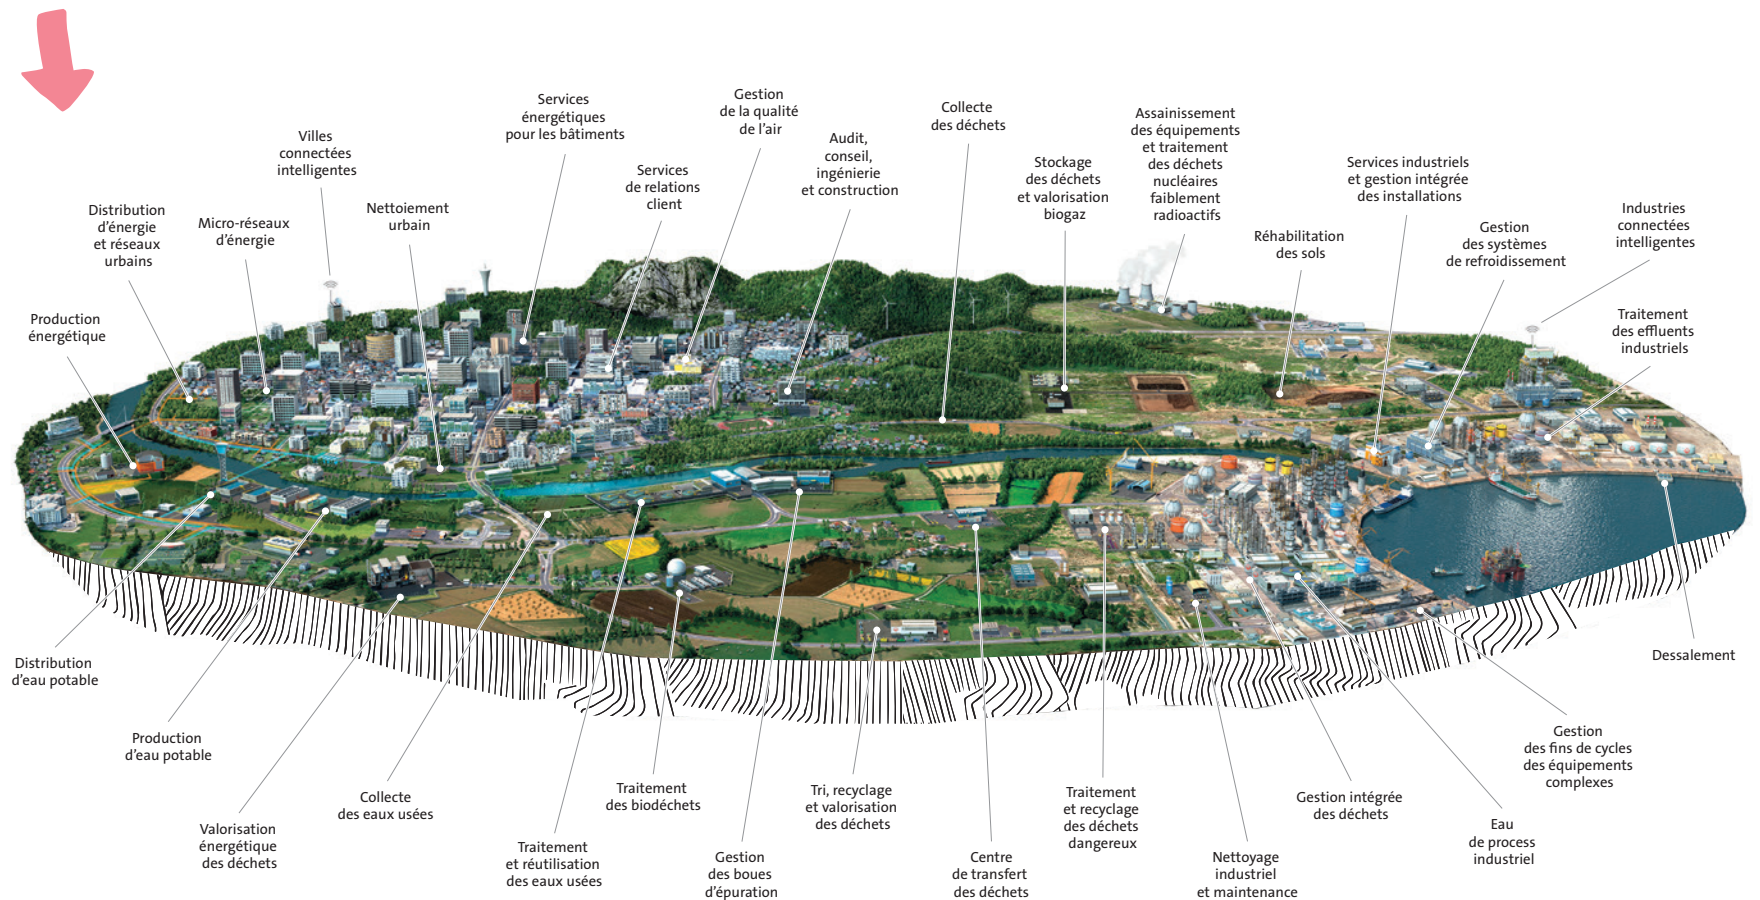 Services
énergétiques
pour les bâtiments
Gestion
de la qualité
de l'air
Collecte
des déchets
Assainissement
des équipements
et traitement
des déchets
nucléaires
faiblement
radioactifs
Villes
connectées
intelligentes
Audit,
conseil,
ingénierie
et construction
Services
de relations
client
Stockage
des déchets
et valorisation
biogaz
Services industriels
et gestion intégrée
des installations
Distribution
d'énergie
et réseaux
urbains
Micro-réseaux
d'énergie
Nettoiement
urbain
Réhabilitation
des sols
Gestion
des systèmes
de refroidissement
Industries
connectées
intelligentes
Production
énergétique
Traitement
des effluents
industriels
Distribution
d'eau potable
Dessalement
Production
d'eau potable
Gestion
des fins de cycles
des équipements
complexes
Valorisation
énergétique
des déchets
Collecte
des eaux usées
Traitement
et réutilisation
des eaux usées
Traitement
des biodéchets
Gestion
des boues
d'épuration
Tri, recyclage
et valorisation
des déchets
Centre
de transfert
des déchets
Traitement
et recyclage
des déchets
dangereux
Nettoyage
industriel
et maintenance
Gestion intégrée
des déchets
Eau
de process
industriel